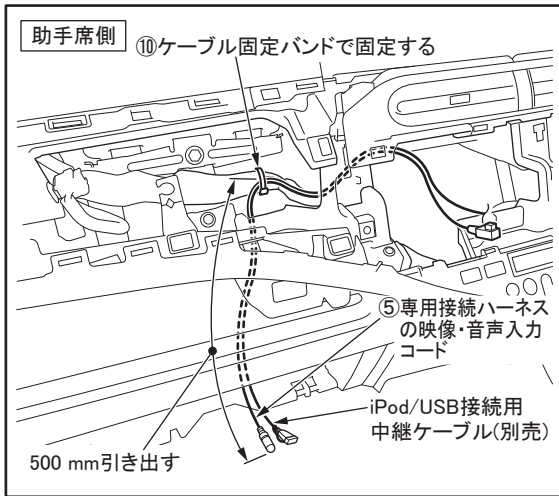 助手席側
⑩ケーブル固定バンドで固定する
⑤専用接続ハーネス
の映像・音声入力
コード
iPod/USB接続用
中継ケーブル(別売)
500 mm引き出す